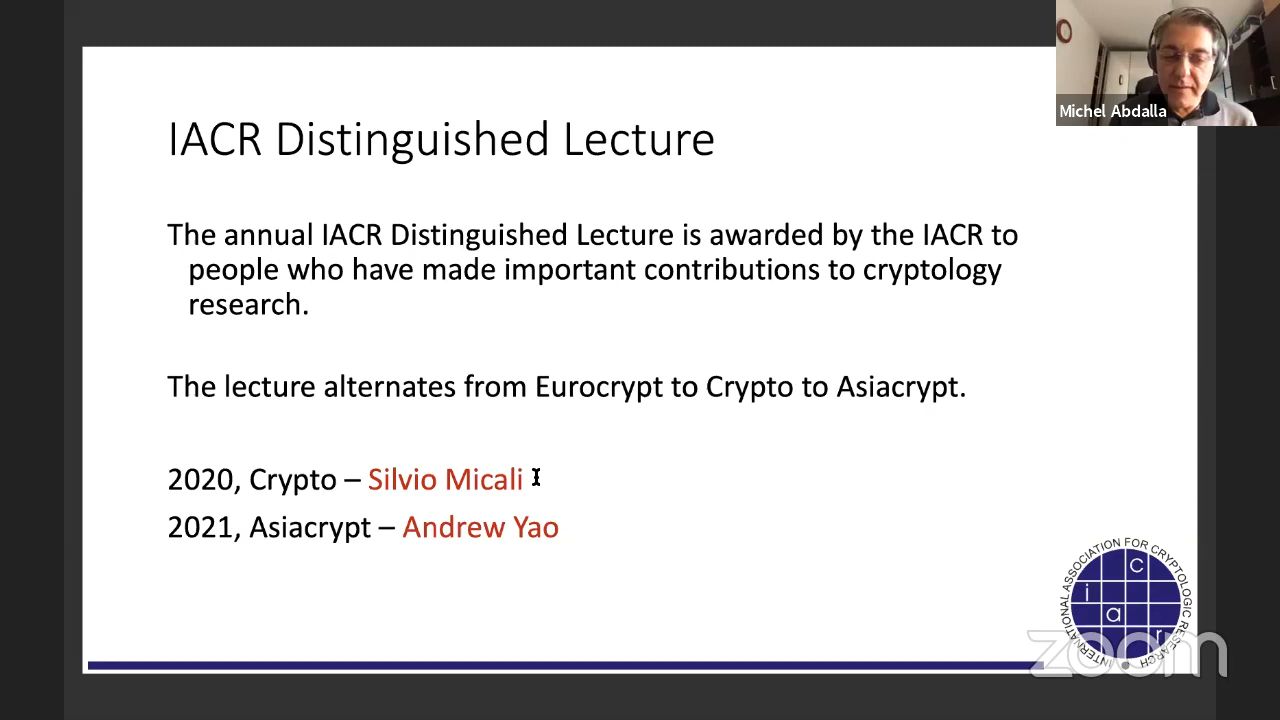 Michel Abdalla
IACR Distinguished Lecture
The annual IACR Distinguished Lecture is awarded by the IACR to
people who have made important contributions to cryptology
research.
The lecture alternates from Eurocrypt to Crypto to Asiacrypt.
2020, Crypto – Silvio Micali
2021, Asiacrypt – Andrew Yao
INTERNATIONAL ASSOCIATION FOR CRYPTOLOGIC RESEARCH
c
i
a
r
zoom